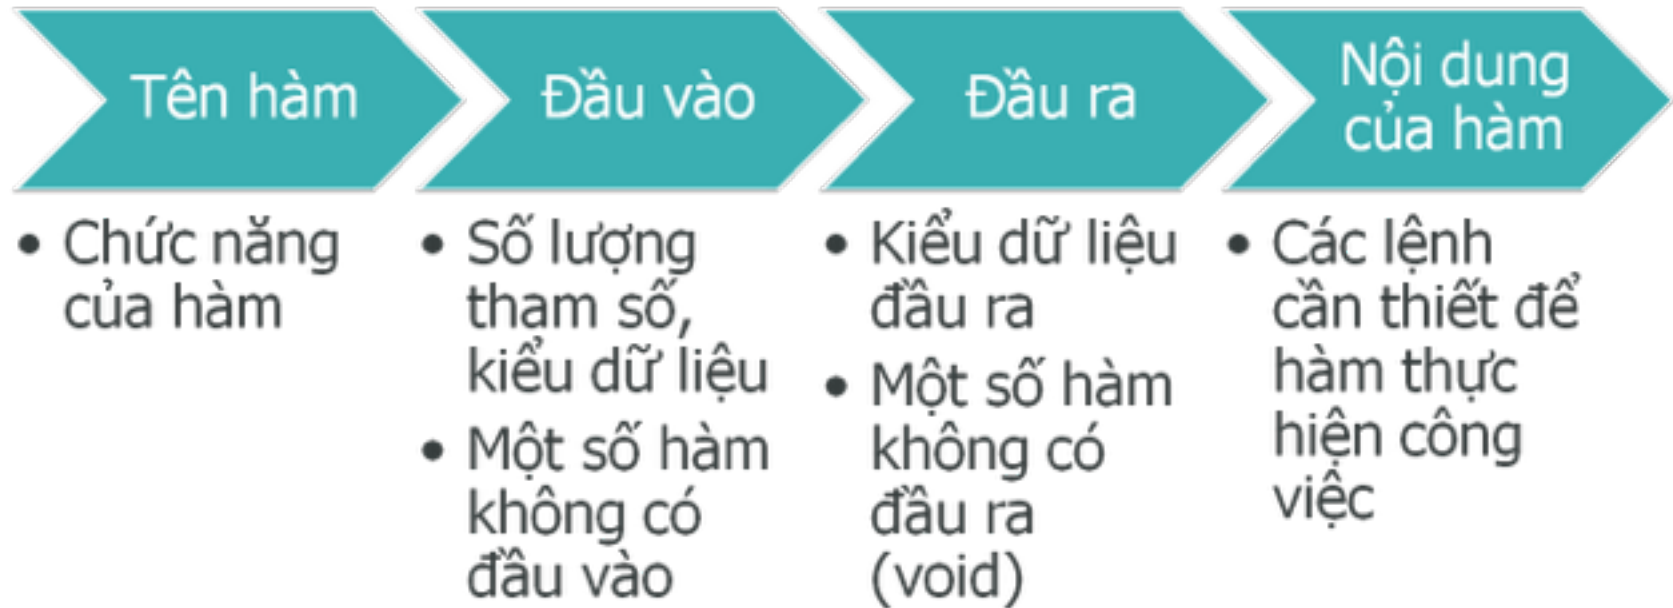 Tên hàm
Đầu vào
Đầu ra
Nội dung
của hàm
• Chức năng
của hàm
• Số lượng
tham số,
kiểu dữ liệu
• Một số hàm
không có
đầu vào
• Kiểu dữ liệu
đầu ra
• Một số hàm
không có
đầu ra
(void)
• Các lệnh
cần thiết để
hàm thực
hiện công
việc